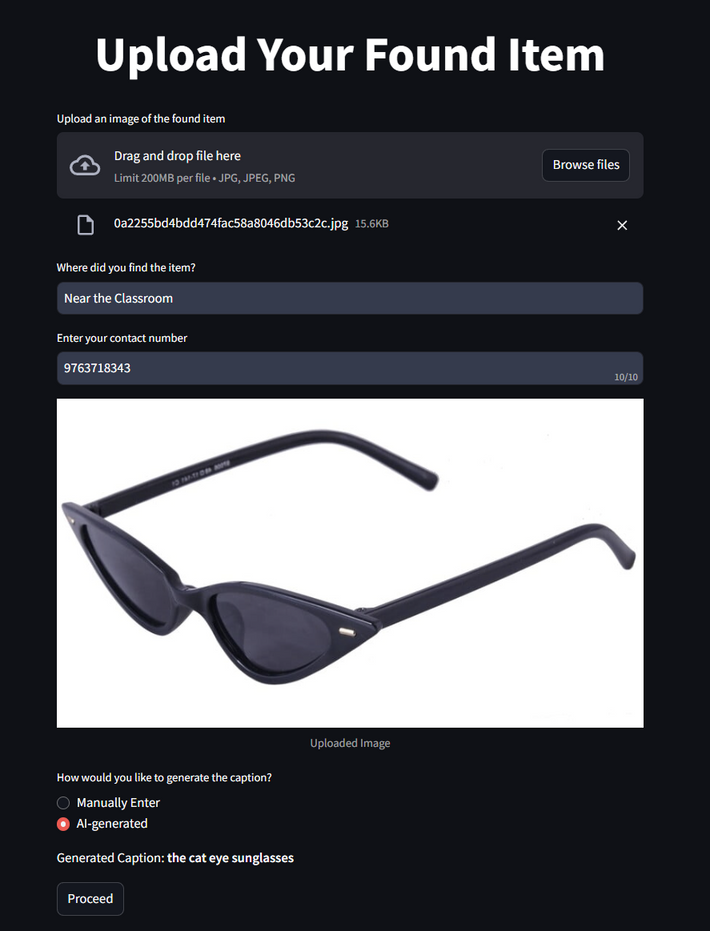 Upload Your Found Item
Upload an image of the found item
Drag and drop file here
Limit 200MB per file • JPG, JPEG, PNG
Browse files
0a2255bd4bdd474fac58a8046db53c2c.jpg 15.6KB
Where did you find the item?
Near the Classroom
Enter your contact number
9763718343
10/10
Uploaded Image
How would you like to generate the caption?
Manually Enter
AI-generated
Generated Caption: the cat eye sunglasses
Proceed